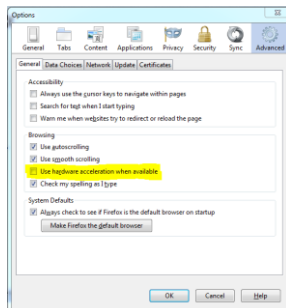 Options
General Tabs Content Applications Privacy Security Sync Advanced
General Data Choices Network Update Certificates
Accessibility
Always use the cursor keys to navigate within pages
Search for text when I start typing
Warn me when websites try to redirect or reload the page
Browsing
Use autoscrolling
Use smooth scrolling
Use hardware acceleration when available
Check my spelling as I type
System Defaults
Always check to see if Firefox is the default browser on startup
Make Firefox the default browser
OK Cancel Help